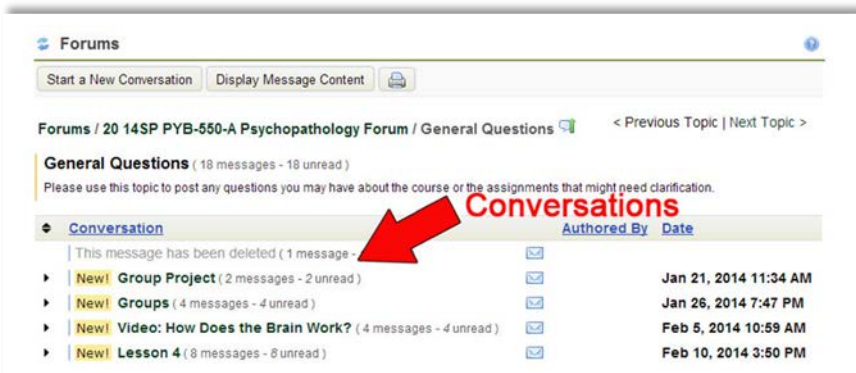 Forums
Start a New Conversation Display Message Content
Forums / 20 14SP PYB-550-A Psychopathology Forum / General Questions < Previous Topic | Next Topic >
General Questions ( 18 messages - 18 unread )
Please use this topic to post any questions you may have about the course or the assignments that might need clarification.
Conversations
Conversation Authored By Date
This message has been deleted ( 1 message -
New! Group Project ( 2 messages - 2 unread ) Jan 21, 2014 11:34 AM
New! Groups ( 4 messages - 4 unread ) Jan 26, 2014 7:47 PM
New! Video: How Does the Brain Work? ( 4 messages - 4 unread ) Feb 5, 2014 10:59 AM
New! Lesson 4 ( 8 messages - 8 unread ) Feb 10, 2014 3:50 PM